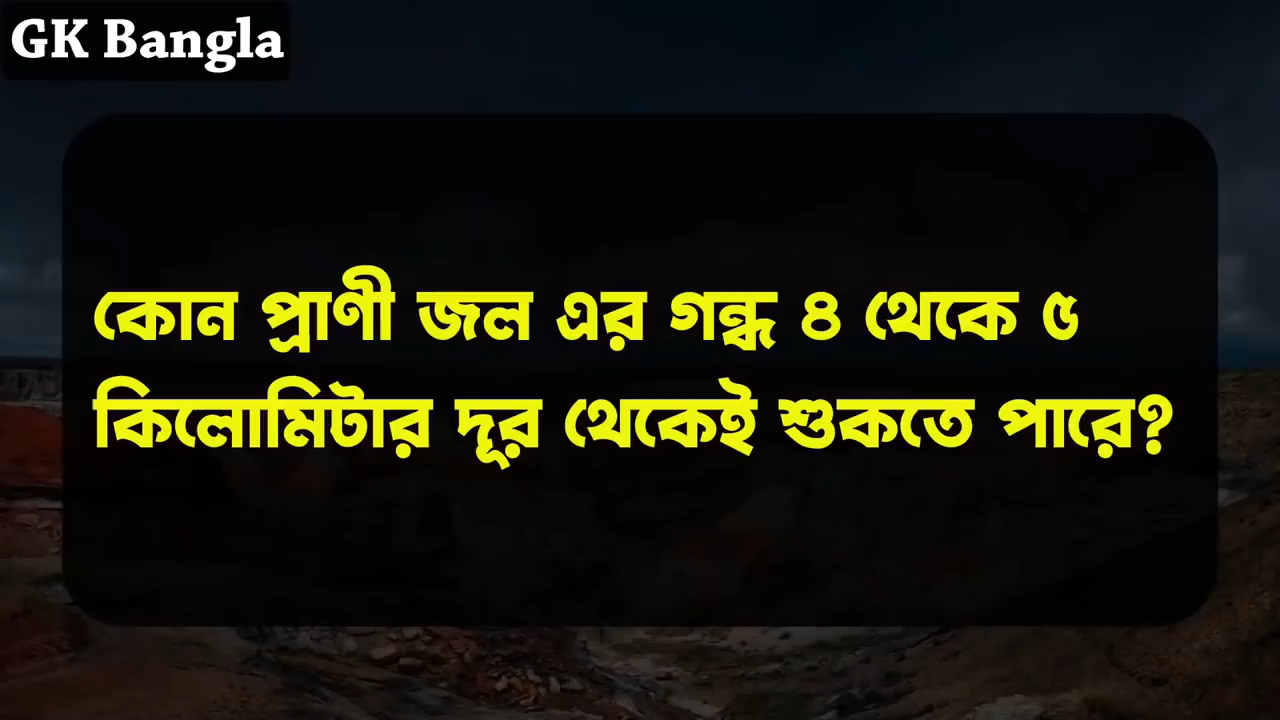 GK Bangla
কোন প্রাণী জল এর গন্ধ ৪ থেকে ৫
কিলোমিটার দূর থেকেই শুকতে পারে?